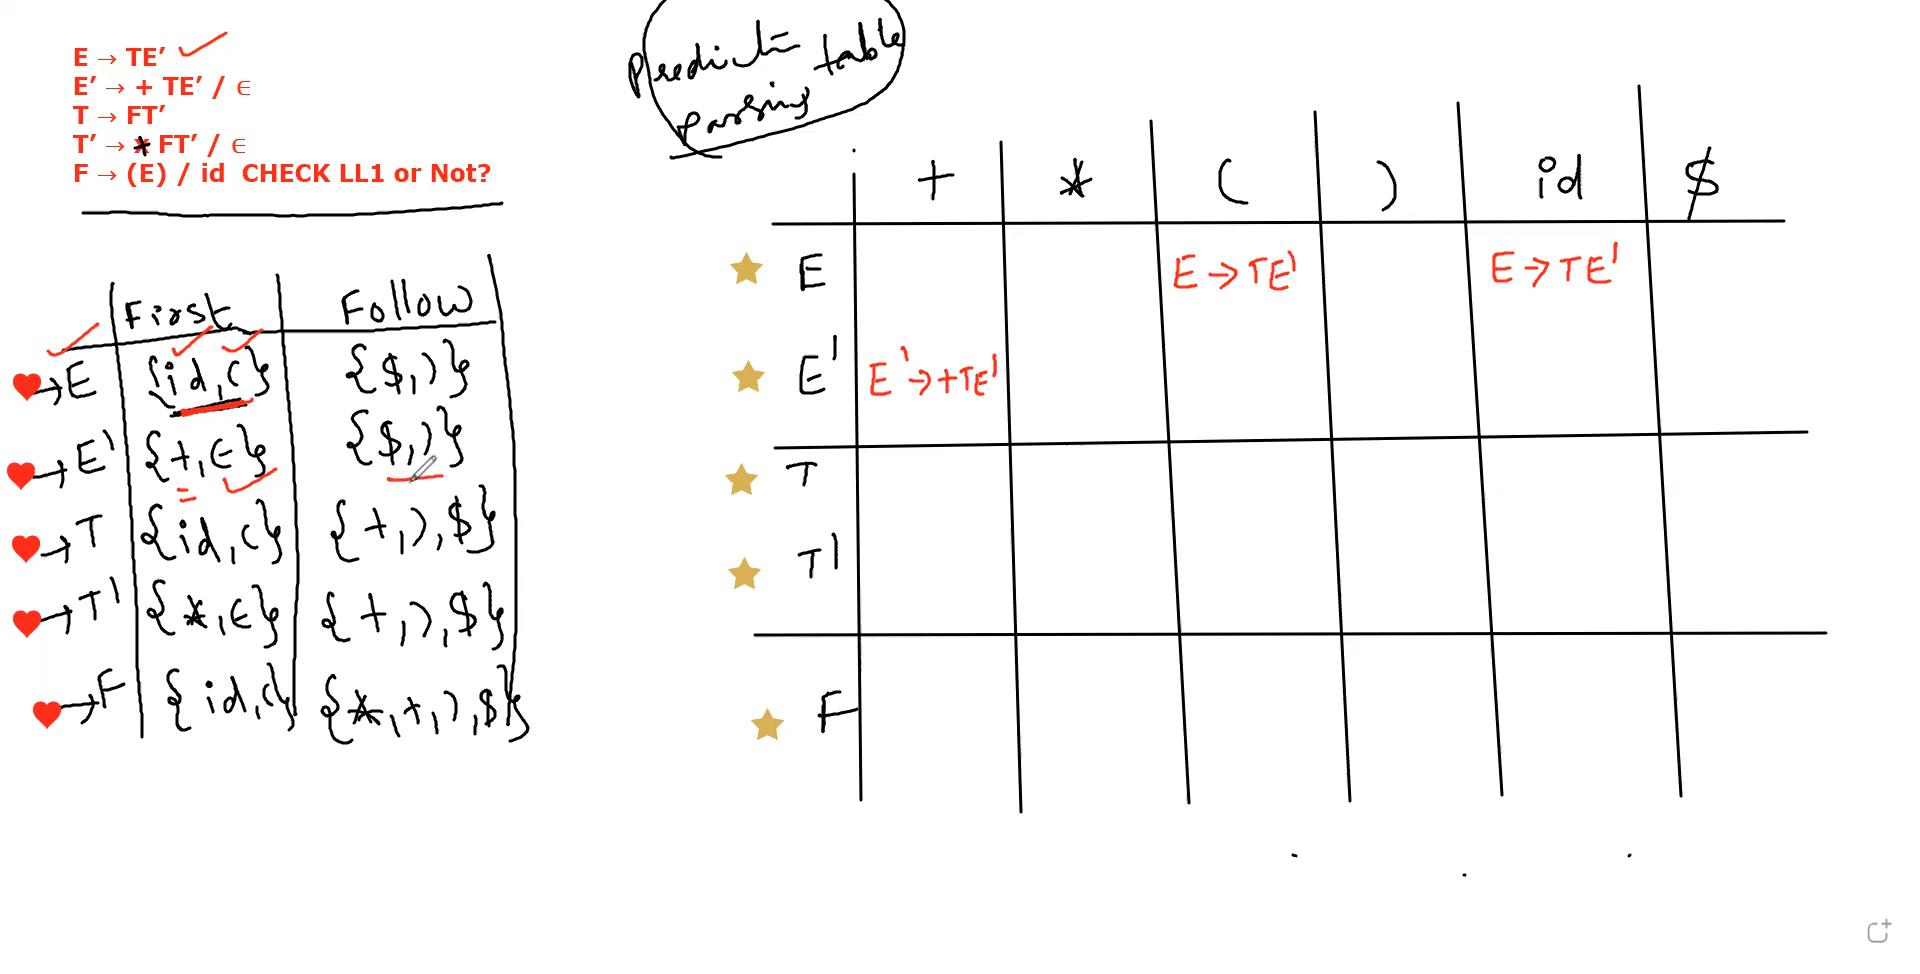 E → TE′
E′ → + TE′ / ∈
T → FT′
T′ → * FT′ / ∈
F → (E) / id CHECK LL1 or Not?
table
parsing
First Follow
→ E {id, (} {$, )}
→ E' {+, ∈} {$, )}
→ T {id, (} {+, ), $}
→ T' {*, ∈} {+, ), $}
→ F {id, (} {*, +, ), $}
+ * ( ) id $
E E → TE' E → TE'
E' E' → +TE'
T
T'
F